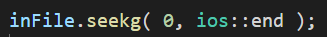 inFile.seekg( 0, ios::end );